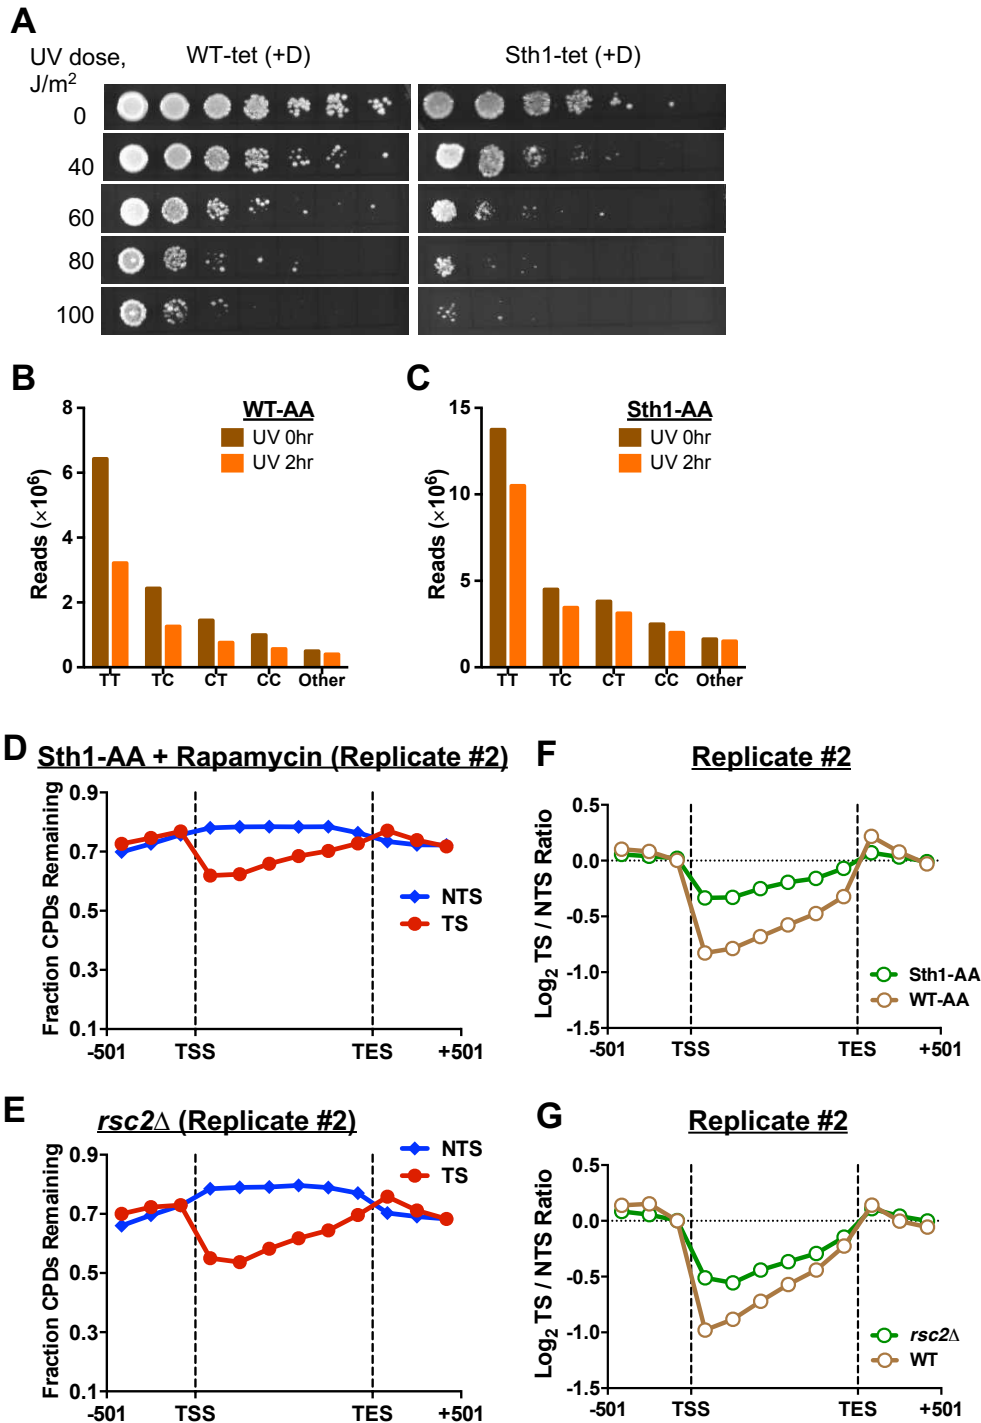 A
UV dose,
J/m2
WT-tet (+D)
Sth1-tet (+D)
0
40
60
80
100
B
WT-AA
UV 0hr
UV 2hr
Reads (×10⁶)
8
6
4
2
0
TT TC CT CC Other
C
Sth1-AA
UV 0hr
UV 2hr
Reads (×10⁶)
15
10
5
0
TT TC CT CC Other
D
Sth1-AA + Rapamycin (Replicate #2)
Fraction CPDs Remaining
0.9
0.7
0.5
0.3
0.1
NTS
TS
-501 TSS TES +501
F
Replicate #2
Log₂ TS / NTS Ratio
0.5
0.0
-0.5
-1.0
-1.5
Sth1-AA
WT-AA
-501 TSS TES +501
E
rsc2Δ (Replicate #2)
NTS
TS
Fraction CPDs Remaining
0.9
0.7
0.5
0.3
0.1
-501 TSS TES +501
G
Replicate #2
Log₂ TS / NTS Ratio
0.5
0.0
-0.5
-1.0
-1.5
rsc2Δ
WT
-501 TSS TES +501